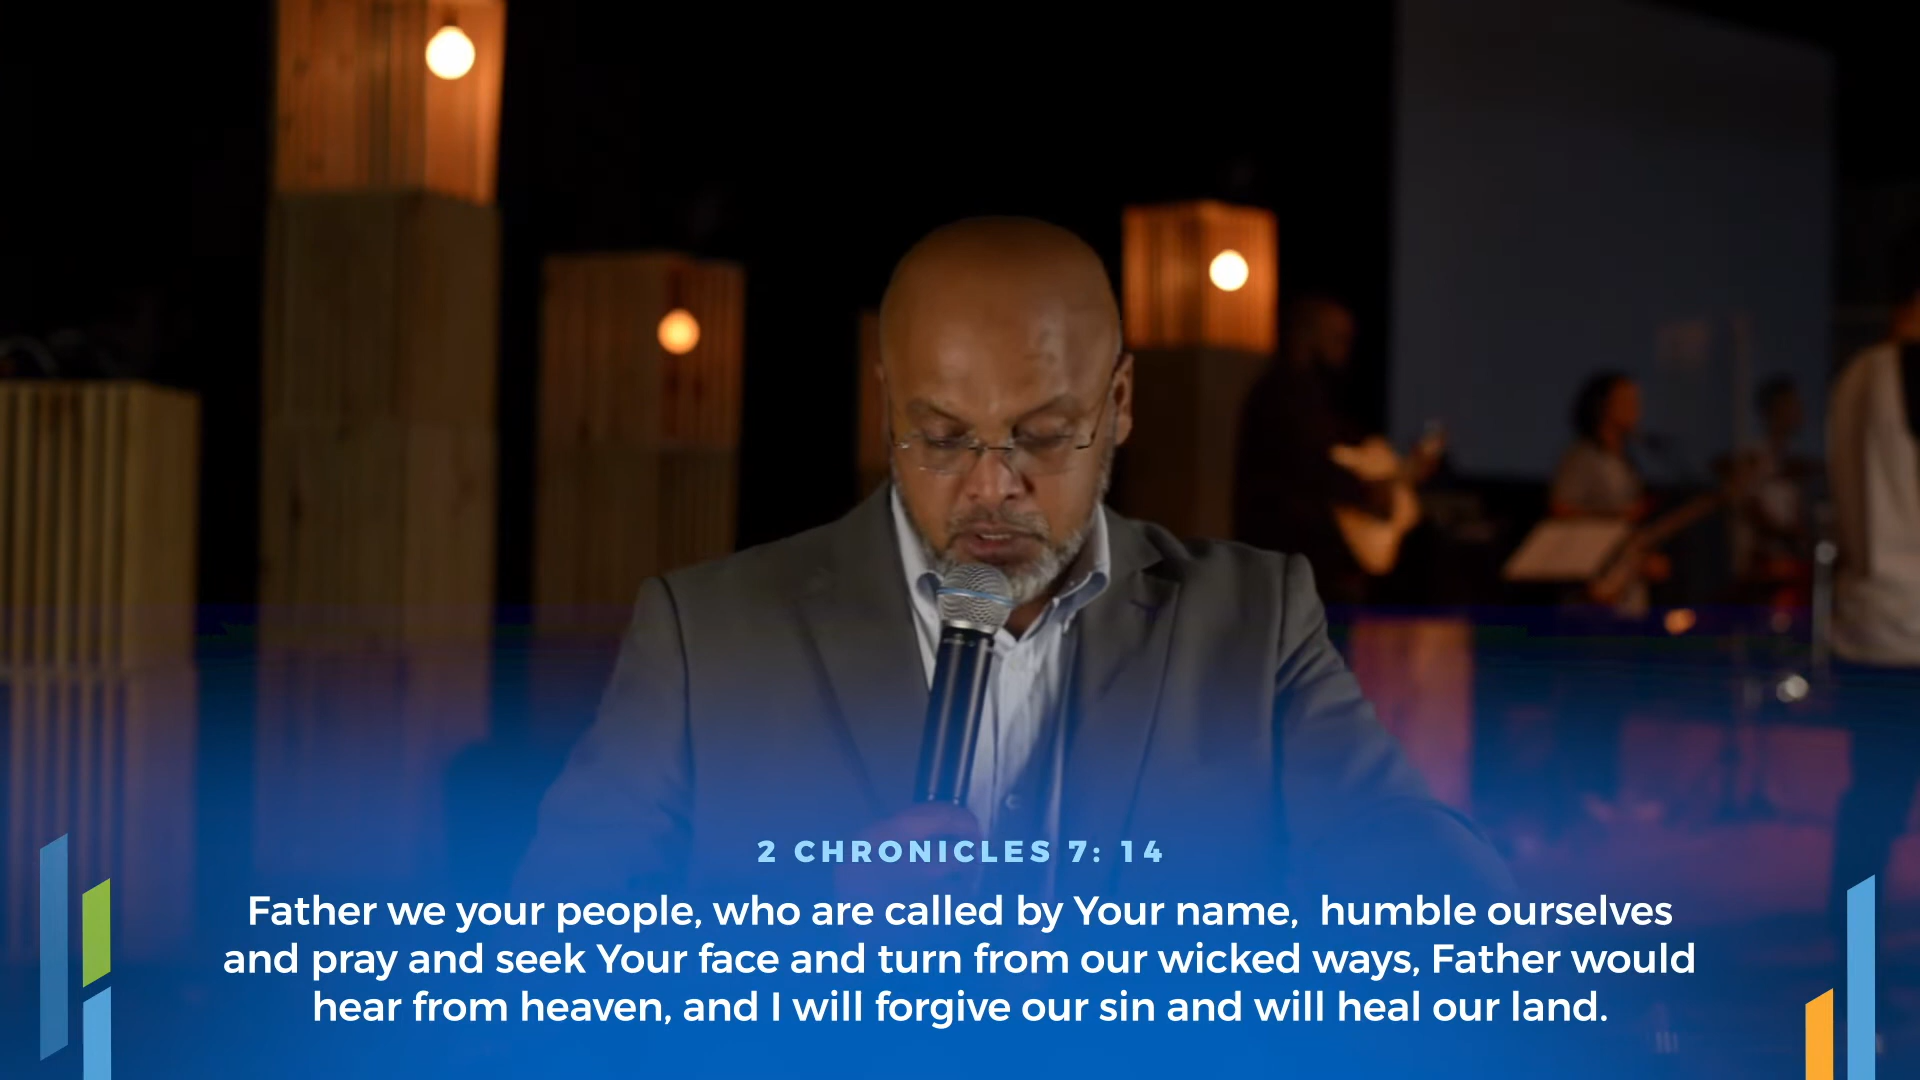 2 CHRONICLES 7: 14
Father we your people, who are called by Your name,  humble ourselves
and pray and seek Your face and turn from our wicked ways, Father would
hear from heaven, and I will forgive our sin and will heal our land.